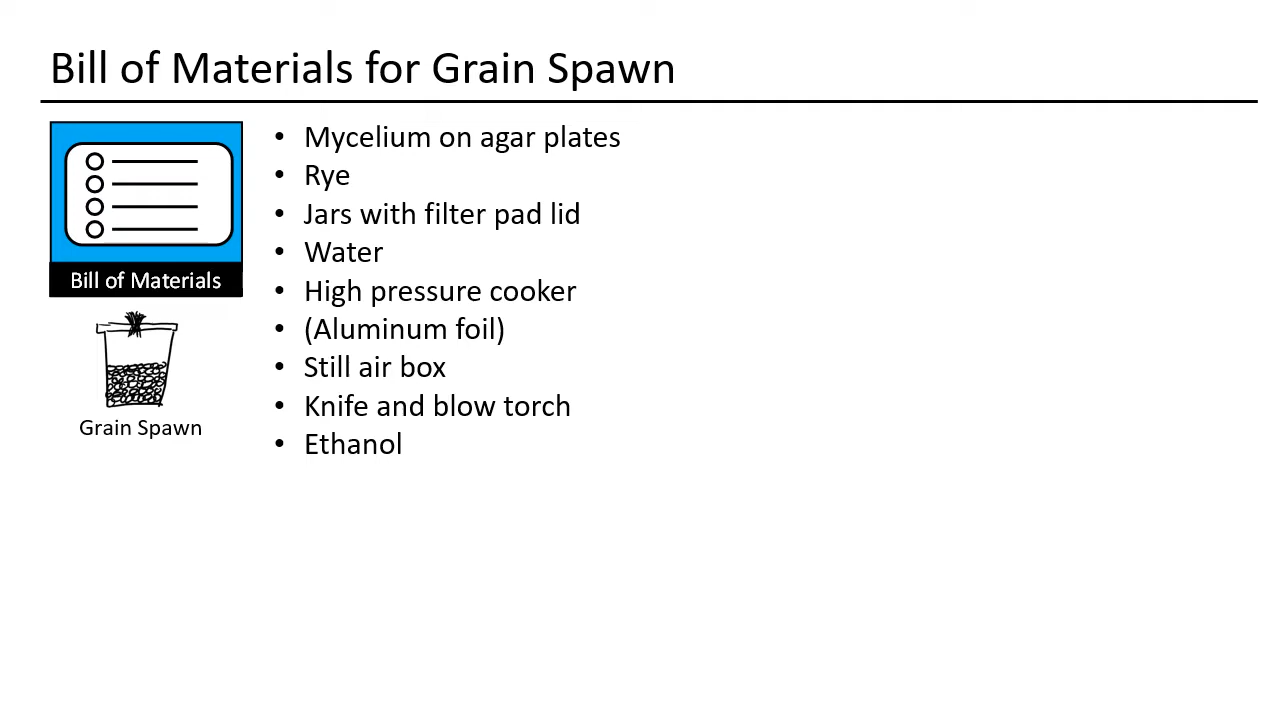 Bill of Materials for Grain Spawn
Bill of Materials
Grain Spawn
• Mycelium on agar plates
• Rye
• Jars with filter pad lid
• Water
• High pressure cooker
• (Aluminum foil)
• Still air box
• Knife and blow torch
• Ethanol